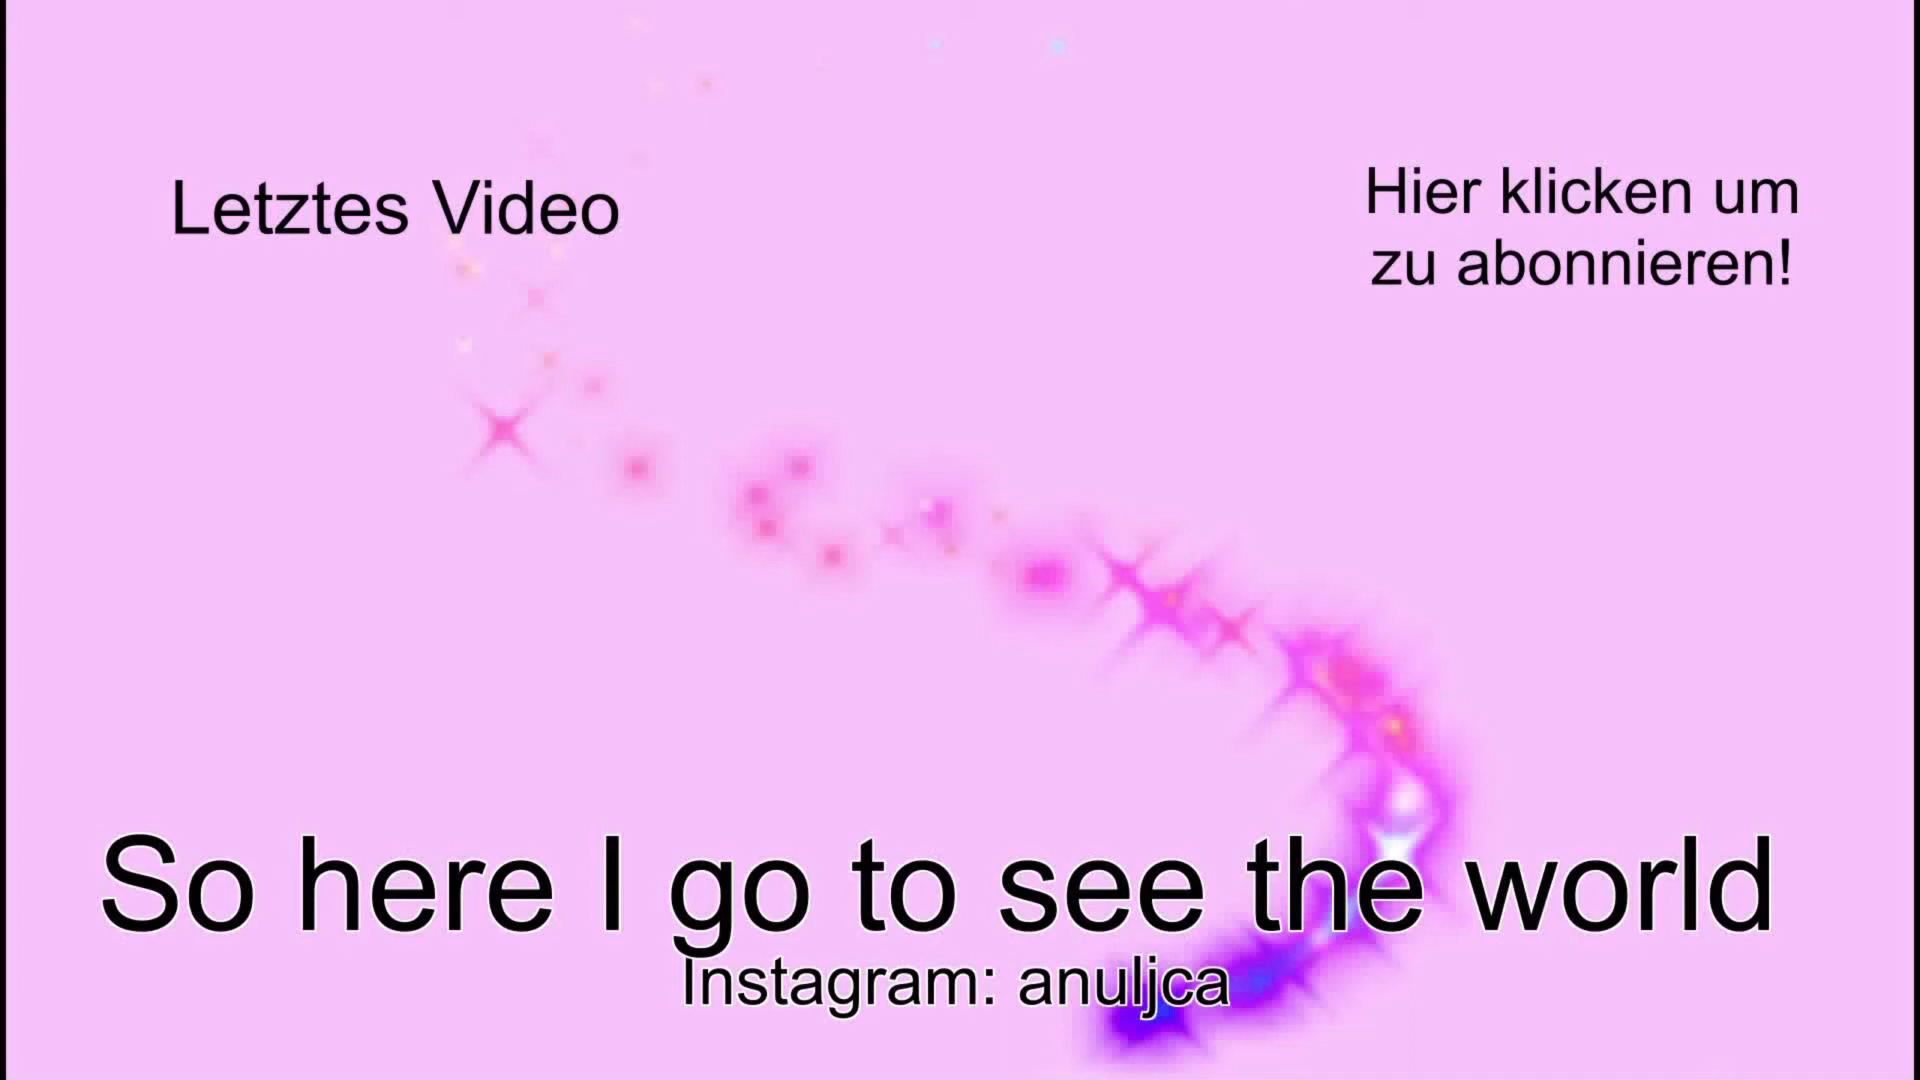 Letztes Video
Hier klicken um
zu abonnieren!
So here I go to see the world
Instagram: anuljca